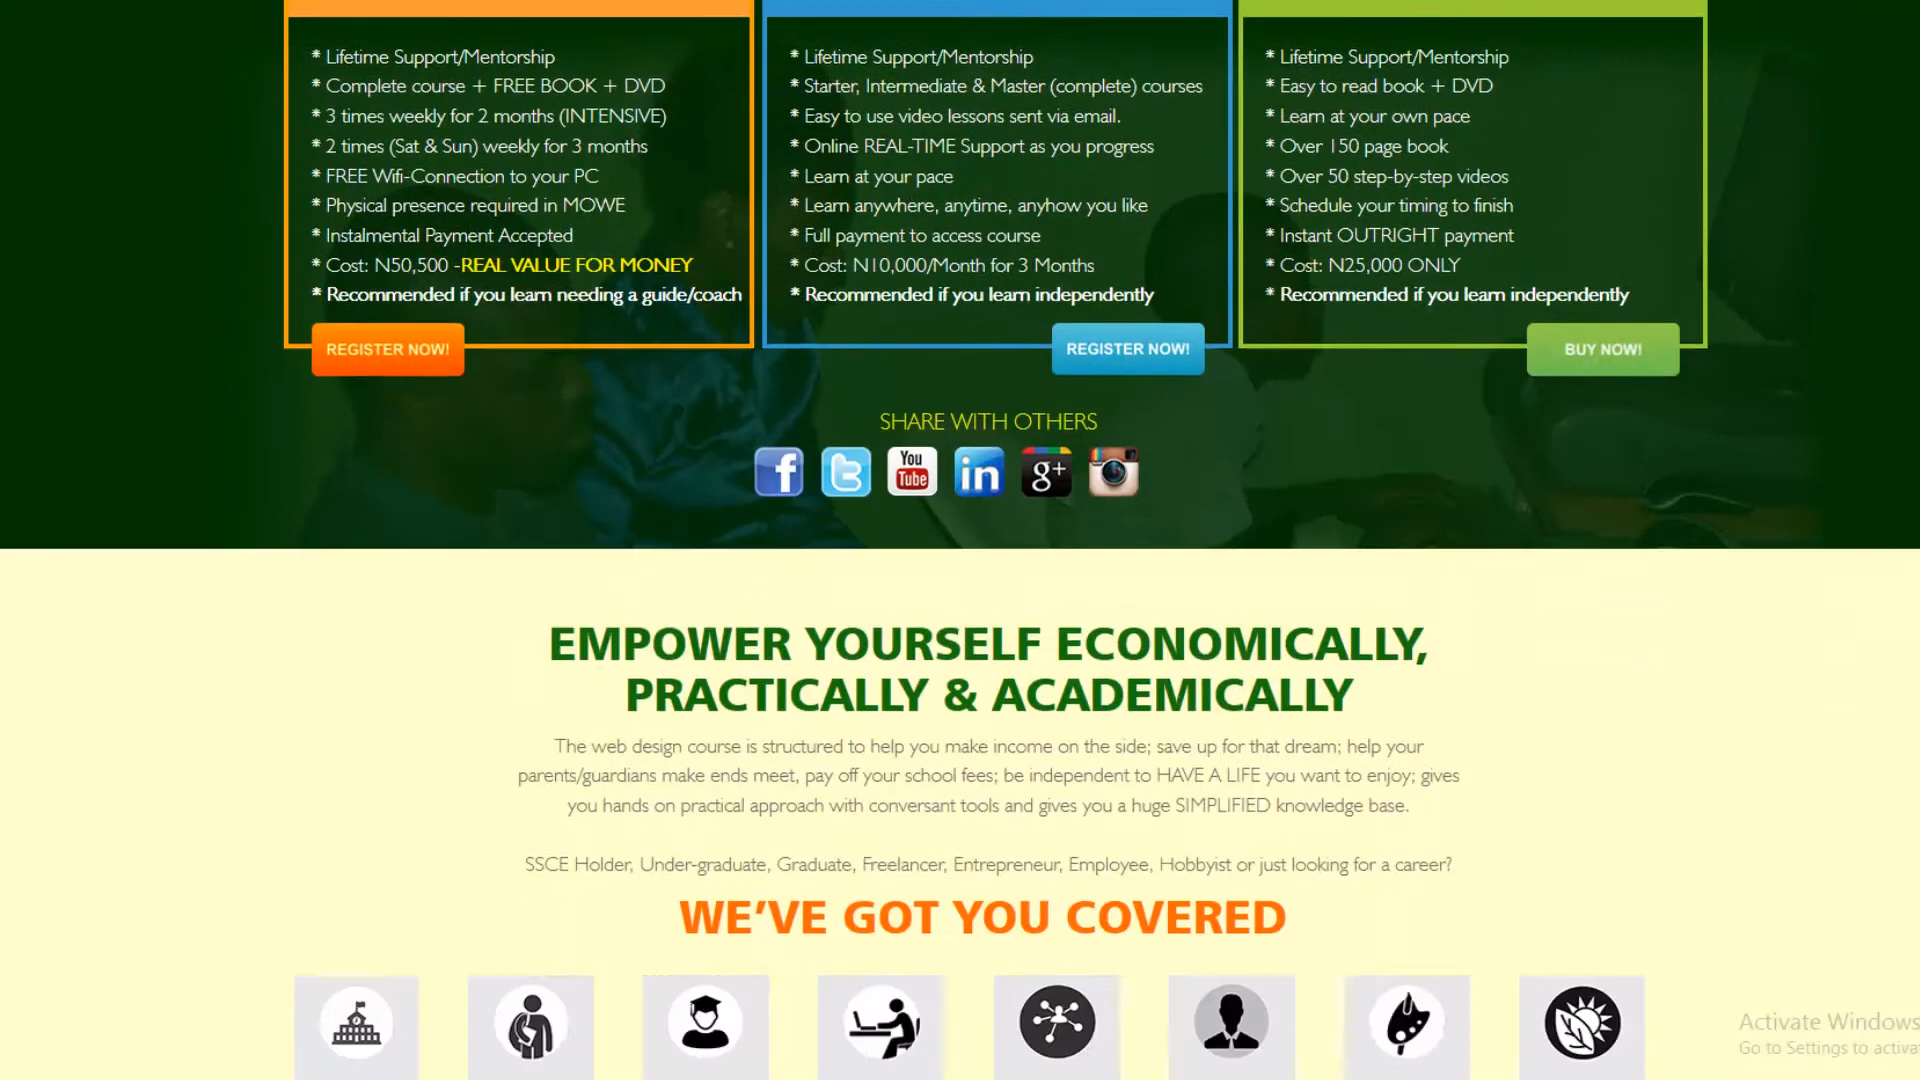 * Lifetime Support/Mentorship
* Complete course + FREE BOOK + DVD
* 3 times weekly for 2 months (INTENSIVE)
* 2 times (Sat & Sun) weekly for 3 months
* FREE Wifi-Connection to your PC
* Physical presence required in MOWE
* Instalmental Payment Accepted
* Cost: N50,500 -REAL VALUE FOR MONEY
* Recommended if you learn needing a guide/coach
REGISTER NOW!
* Lifetime Support/Mentorship
* Starter, Intermediate & Master (complete) courses
* Easy to use video lessons sent via email.
* Online REAL-TIME Support as you progress
* Learn at your pace
* Learn anywhere, anytime, anyhow you like
* Full payment to access course
* Cost: N10,000/Month for 3 Months
* Recommended if you learn independently
REGISTER NOW!
* Lifetime Support/Mentorship
* Easy to read book + DVD
* Learn at your own pace
* Over 150 page book
* Over 50 step-by-step videos
* Schedule your timing to finish
* Instant OUTRIGHT payment
* Cost: N25,000 ONLY
* Recommended if you learn independently
BUY NOW!
SHARE WITH OTHERS
f t You Tube in g+
EMPOWER YOURSELF ECONOMICALLY,
PRACTICALLY & ACADEMICALLY
The web design course is structured to help you make income on the side; save up for that dream; help your
parents/guardians make ends meet, pay off your school fees; be independent to HAVE A LIFE you want to enjoy; gives
you hands on practical approach with conversant tools and gives you a huge SIMPLIFIED knowledge base.
SSCE Holder, Under-graduate, Graduate, Freelancer, Entrepreneur, Employee, Hobbyist or just looking for a career?
WE'VE GOT YOU COVERED
Activate Windows
Go to Settings to activa